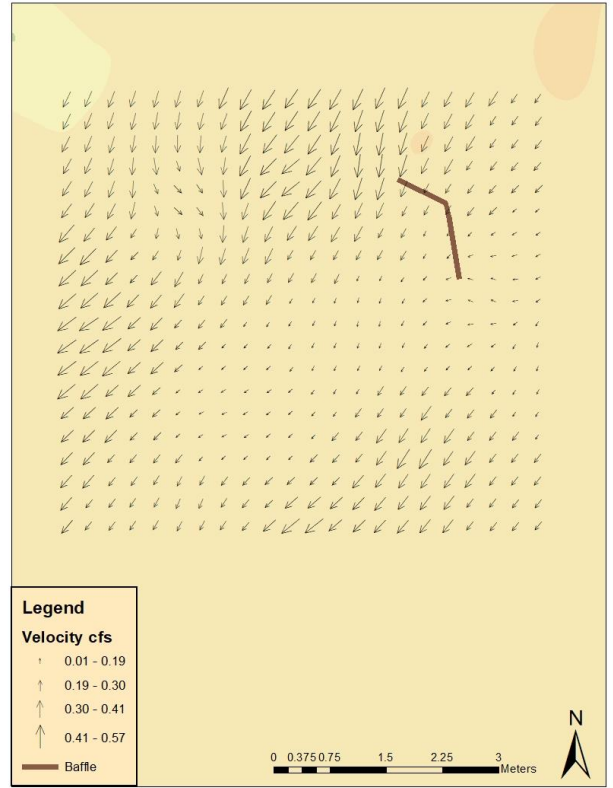 Legend
Velocity cfs
0.01 - 0.19
0.19 - 0.30
0.30 - 0.41
0.41 - 0.57
Baffle
N
0 0.375 0.75 1.5 2.25 3
Meters